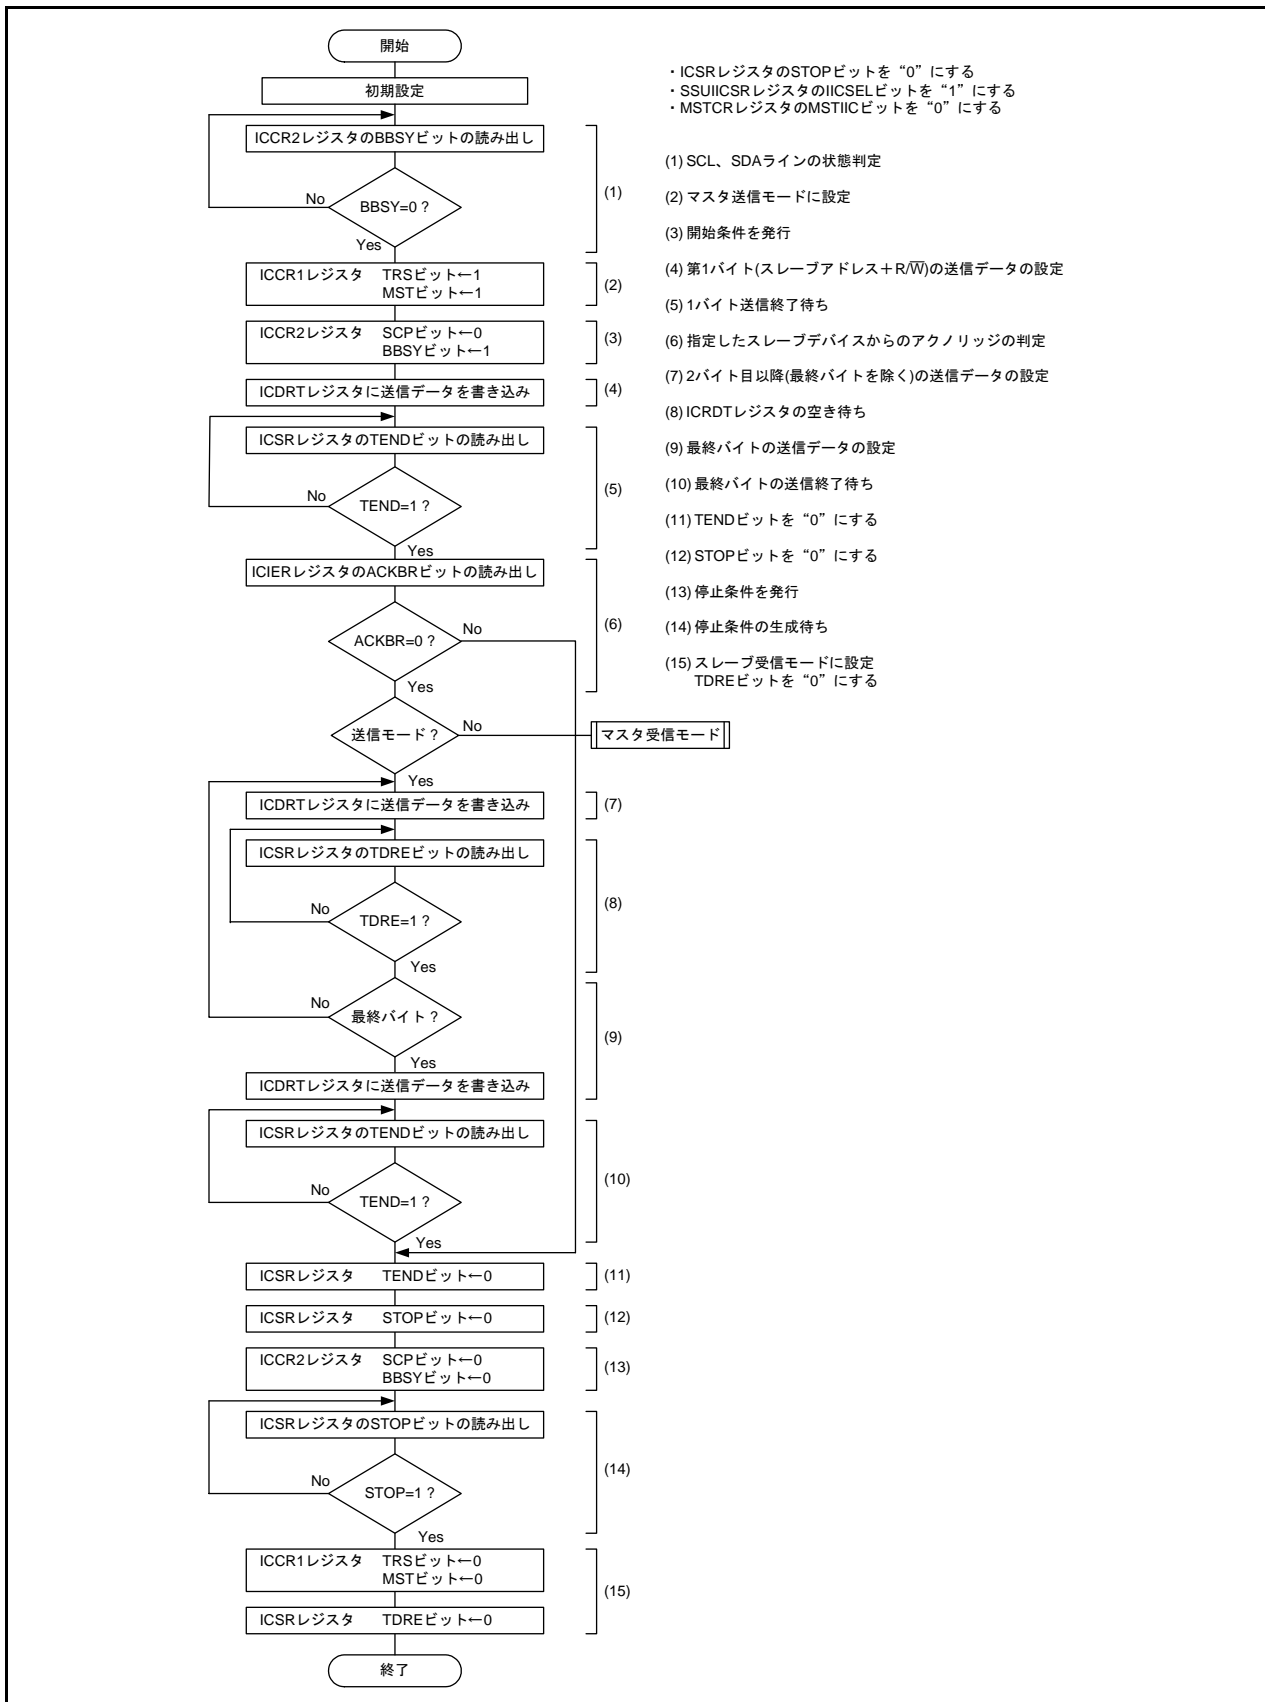 開始
初期設定
・ICSRレジスタのSTOPビットを“0”にする
・SSUIICSRレジスタのIICSELビットを“1”にする
・MSTCRレジスタのMSTIICビットを“0”にする
ICCR2レジスタのBBSYビットの読み出し
BBSY=0？
No
Yes
(1)
ICCR1レジスタ TRSビット←1
MSTビット←1
(2)
ICCR2レジスタ SCPビット←0
BBSYビット←1
(3)
ICDRTレジスタに送信データを書き込み
(4)
ICSRレジスタのTENDビットの読み出し
No
TEND=1？
Yes
(5)
ICIERレジスタのACKBRビットの読み出し
ACKBR=0？
No
Yes
(6)
送信モード？
No
マスタ受信モード
Yes
ICDRTレジスタに送信データを書き込み
(7)
ICSRレジスタのTDREビットの読み出し
No
TDRE=1？
Yes
(8)
No
最終バイト？
Yes
ICDRTレジスタに送信データを書き込み
(9)
ICSRレジスタのTENDビットの読み出し
No
TEND=1？
Yes
(10)
ICSRレジスタ TENDビット←0
(11)
ICSRレジスタ STOPビット←0
(12)
ICCR2レジスタ SCPビット←0
BBSYビット←0
(13)
ICSRレジスタのSTOPビットの読み出し
No
STOP=1？
Yes
(14)
ICCR1レジスタ TRSビット←0
MSTビット←0
ICSRレジスタ TDREビット←0
(15)
終了
(1) SCL、SDAラインの状態判定
(2) マスタ送信モードに設定
(3) 開始条件を発行
(4) 第1バイト(スレーブアドレス＋R/W̅)の送信データの設定
(5) 1バイト送信終了待ち
(6) 指定したスレーブデバイスからのアクノリッジの判定
(7) 2バイト目以降(最終バイトを除く)の送信データの設定
(8) ICRDTレジスタの空き待ち
(9) 最終バイトの送信データの設定
(10) 最終バイトの送信終了待ち
(11) TENDビットを“0”にする
(12) STOPビットを“0”にする
(13) 停止条件を発行
(14) 停止条件の生成待ち
(15) スレーブ受信モードに設定
TDREビットを“0”にする